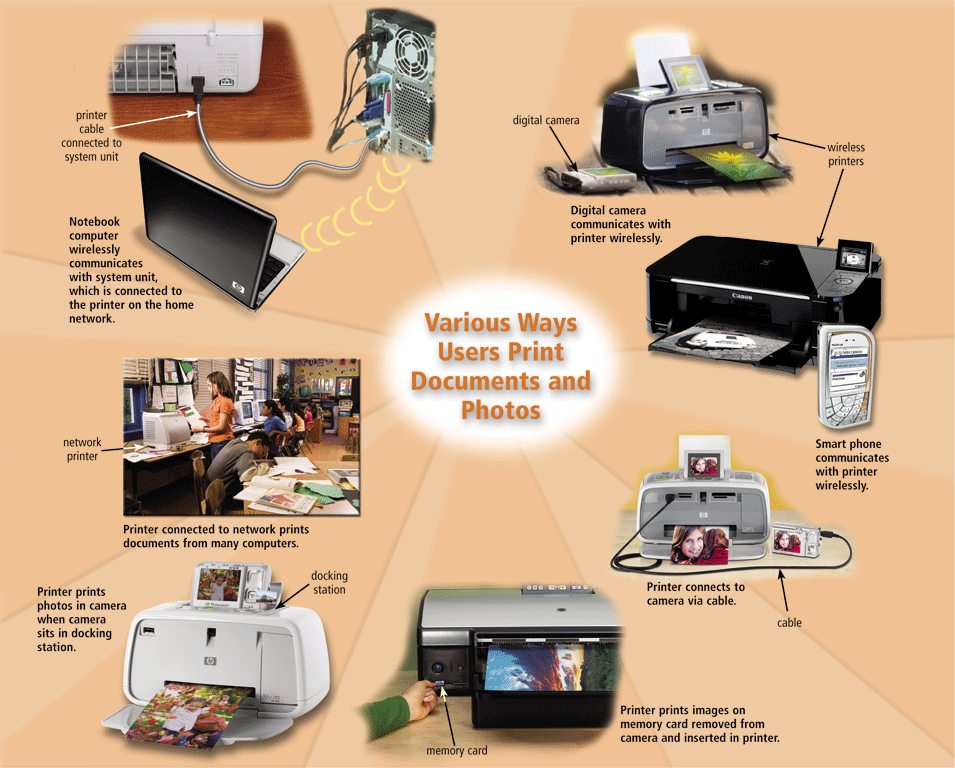 printer
cable
connected to
system unit
Notebook
computer
wirelessly
communicates
with system unit,
which is connected to
the printer on the home
network.
digital camera
wireless
printers
Digital camera
communicates with
printer wirelessly.
Canon
Various Ways
Users Print
Documents and
Photos
network
printer
Printer connected to network prints
documents from many computers.
Smart phone
communicates
with printer
wirelessly.
Printer connects to
camera via cable.
cable
docking
station
Printer prints
photos in camera
when camera
sits in docking
station.
hp
memory card
Printer prints images on
memory card removed from
camera and inserted in printer.